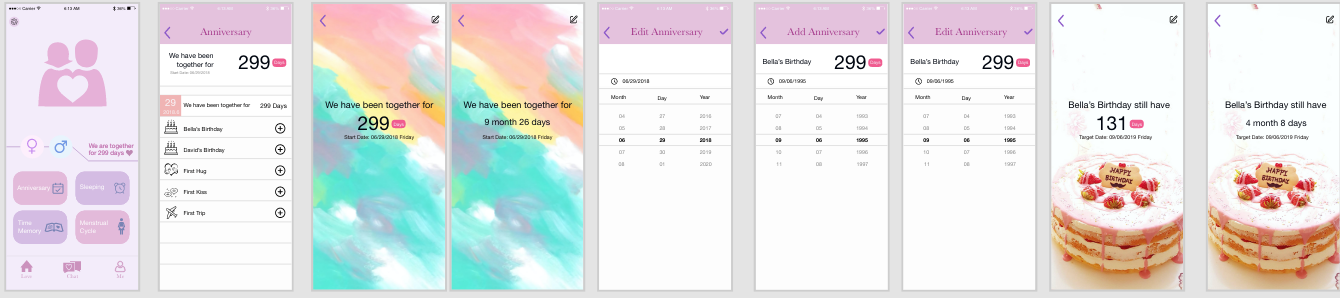 Carrier 6:13 AM 36%
We are together
for 299 days
Anniversary
Sleeping
Time
Memory
Menstrual
Cycle
Love
Chat
Me
Carrier 6:13 AM 36%
Anniversary
We have been
together for
299 Days
Start Date: 06/29/2018
29
We have been together for 299 Days
Bella's Birthday
David's Birthday
First Hug
First Kiss
First Trip
We have been together for
299 Days
Start Date: 06/29/2018 Friday
We have been together for
9 month 26 days
Start Date: 06/29/2018 Friday
Edit Anniversary
06/29/2018
Month Day Year
04 27 2016
05 28 2017
06 29 2018
07 30 2019
08 01 2020
Add Anniversary
Bella's Birthday 299 Days
09/06/1995
Month Day Year
07 04 1993
08 05 1994
09 06 1995
10 07 1996
11 08 1997
Edit Anniversary
Bella's Birthday 299 Days
09/06/1995
Month Day Year
07 04 1993
08 05 1994
09 06 1995
10 07 1996
11 08 1997
Bella's Birthday still have
131 Days
Target Date: 09/06/2019 Friday
HAPPY
BIRTHDAY
Bella's Birthday still have
4 month 8 days
Target Date: 09/06/2019 Friday
HAPPY
BIRTHDAY